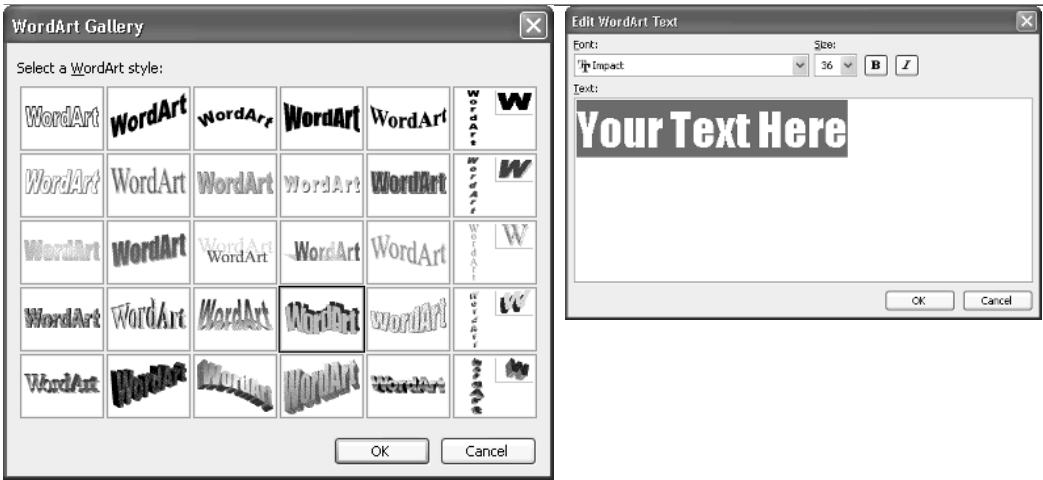 WordArt Gallery
Select a WordArt style:
WordArt WordArt WordArt WordArt WordArt WordArt W
WordArt WordArt WordArt WordArt WordArt WordArt W
WordArt WordArt WordArt WordArt WordArt WordArt W
WordArt WordArt WordArt WordArt WordArt WordArt W
WordArt WordArt WordArt WordArt WordArt WordArt W
OK Cancel
Edit WordArt Text
Font: Size:
Impact 36 B I
Text:
Your Text Here
OK Cancel